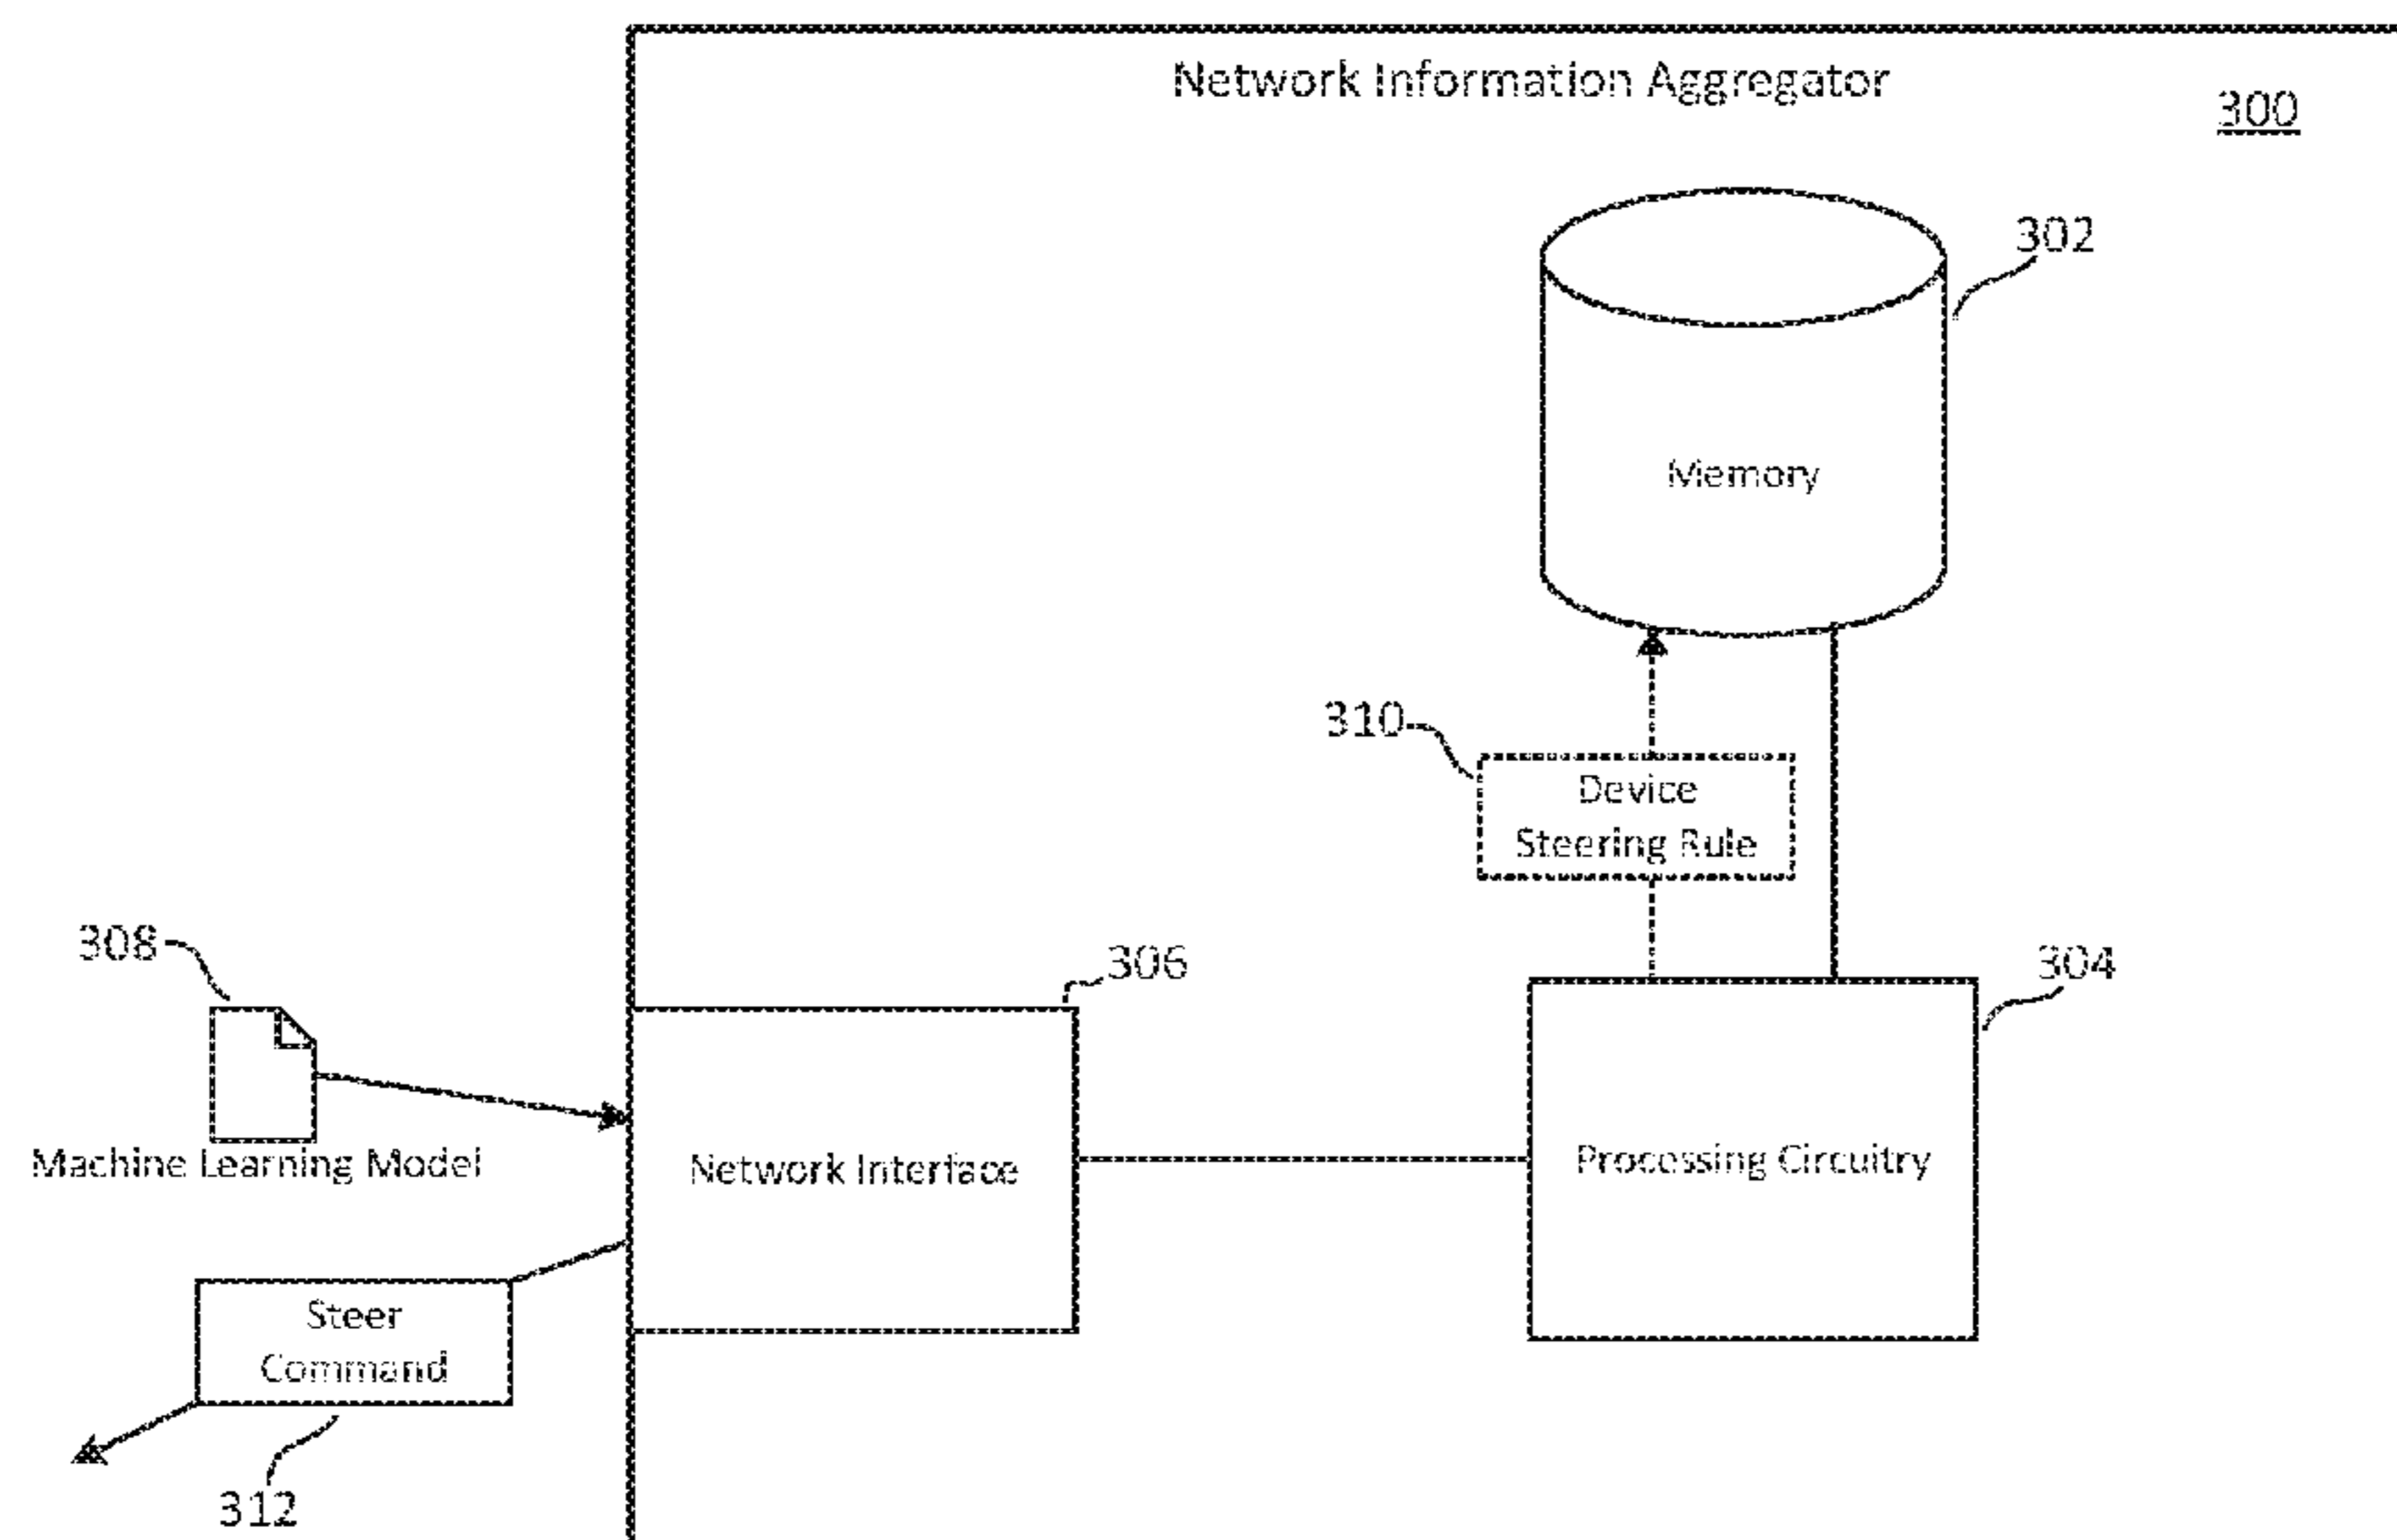 Network Information Aggregator
300
302
Memory
310
Device
Steering Rule
308
306
304
Machine Learning Model
Network Interface
Processing Circuitry
Steer
Command
312